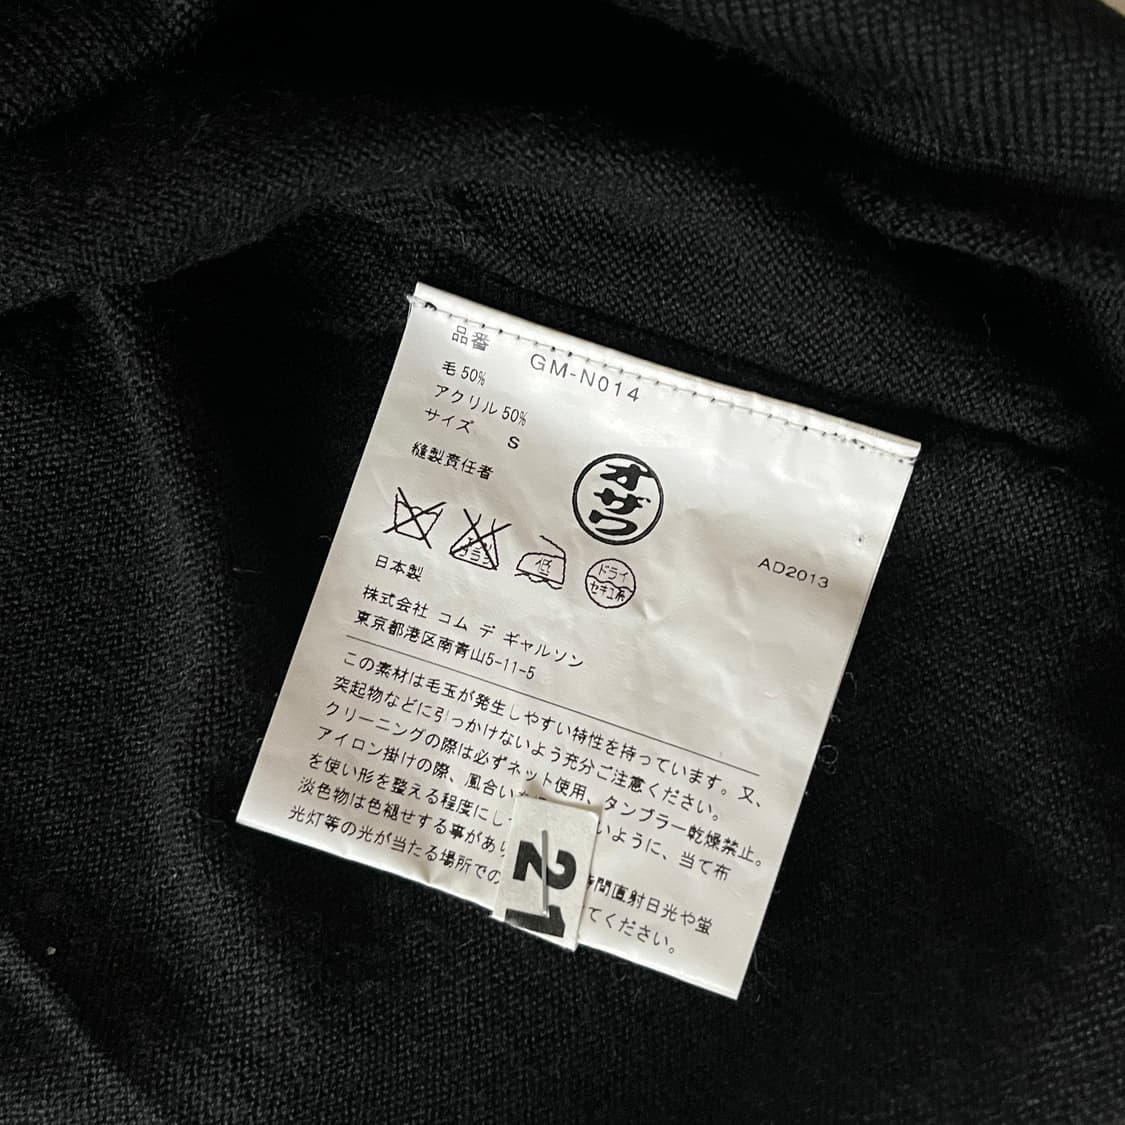 品番 GM-N014
毛 50%
アクリル 50%
サイズ S
縫製責任者
オザワ
ドライ
セキユ系
低
AD2013
日本製
株式会社 コム デ ギャルソン
東京都港区南青山5-11-5
この素材は毛玉が発生しやすい特性を持っています。又、
突起物などに引っかけないよう充分ご注意ください。
クリーニングの際は必ずネット使用、タンブラー乾燥禁止。
アイロン掛けの際、風合い いように、当て布
を使い形を整える程度にし
淡色物は色褪せする事があ 時間直射日光や蛍
光灯等の光が当たる場所での てください。
21